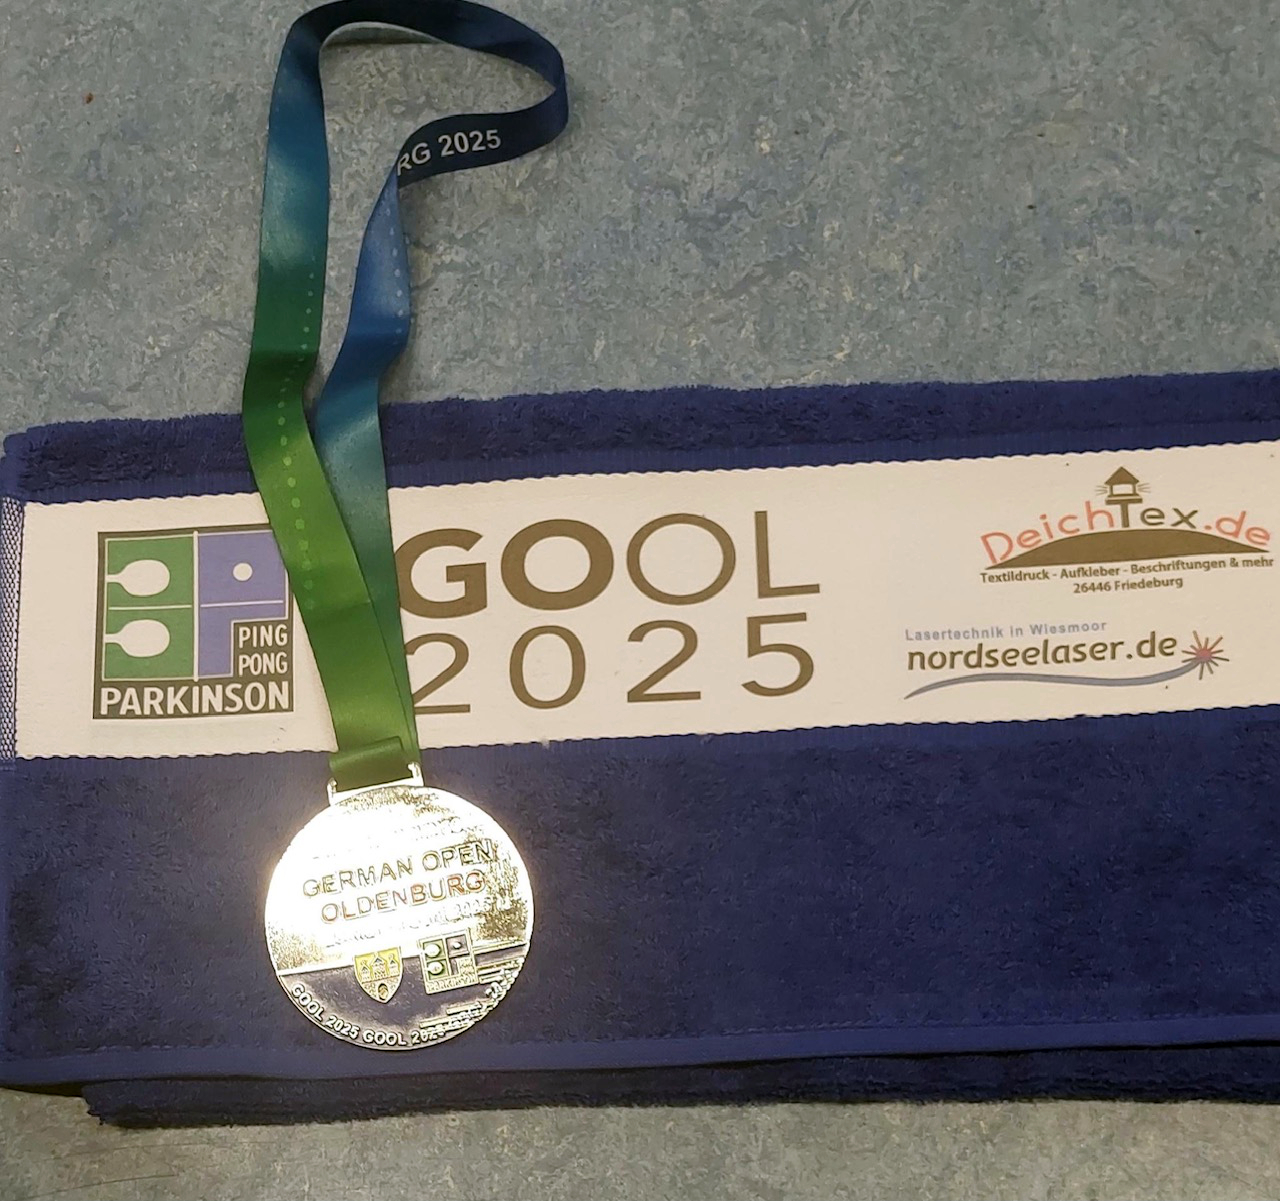 RG 2025
PING
PONG
PARKINSON
GOOL
2025
DeichTex.de
Textildruck - Aufkleber - Beschriftungen & mehr
26446 Friedeburg
Lasertechnik in Wiesmoor
nordseelaser.de
GERMAN OPEN
OLDENBURG
GOOL 2025 GOOL 2025